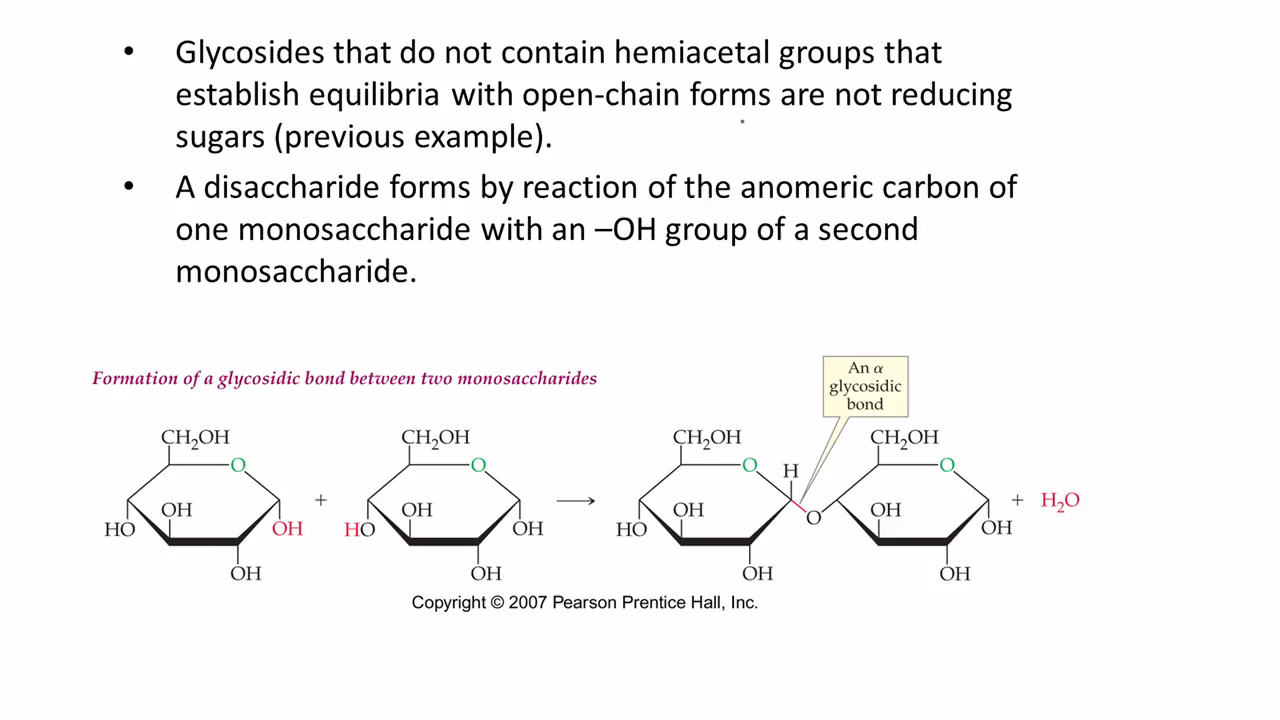 • Glycosides that do not contain hemiacetal groups that
establish equilibria with open-chain forms are not reducing
sugars (previous example).
• A disaccharide forms by reaction of the anomeric carbon of
one monosaccharide with an –OH group of a second
monosaccharide.
Formation of a glycosidic bond between two monosaccharides
An α
glycosidic
bond
CH₂OH CH₂OH CH₂OH CH₂OH
O O O H O
OH + OH → OH OH + H₂O
HO OH HO OH HO O OH
OH OH OH OH
Copyright © 2007 Pearson Prentice Hall, Inc.